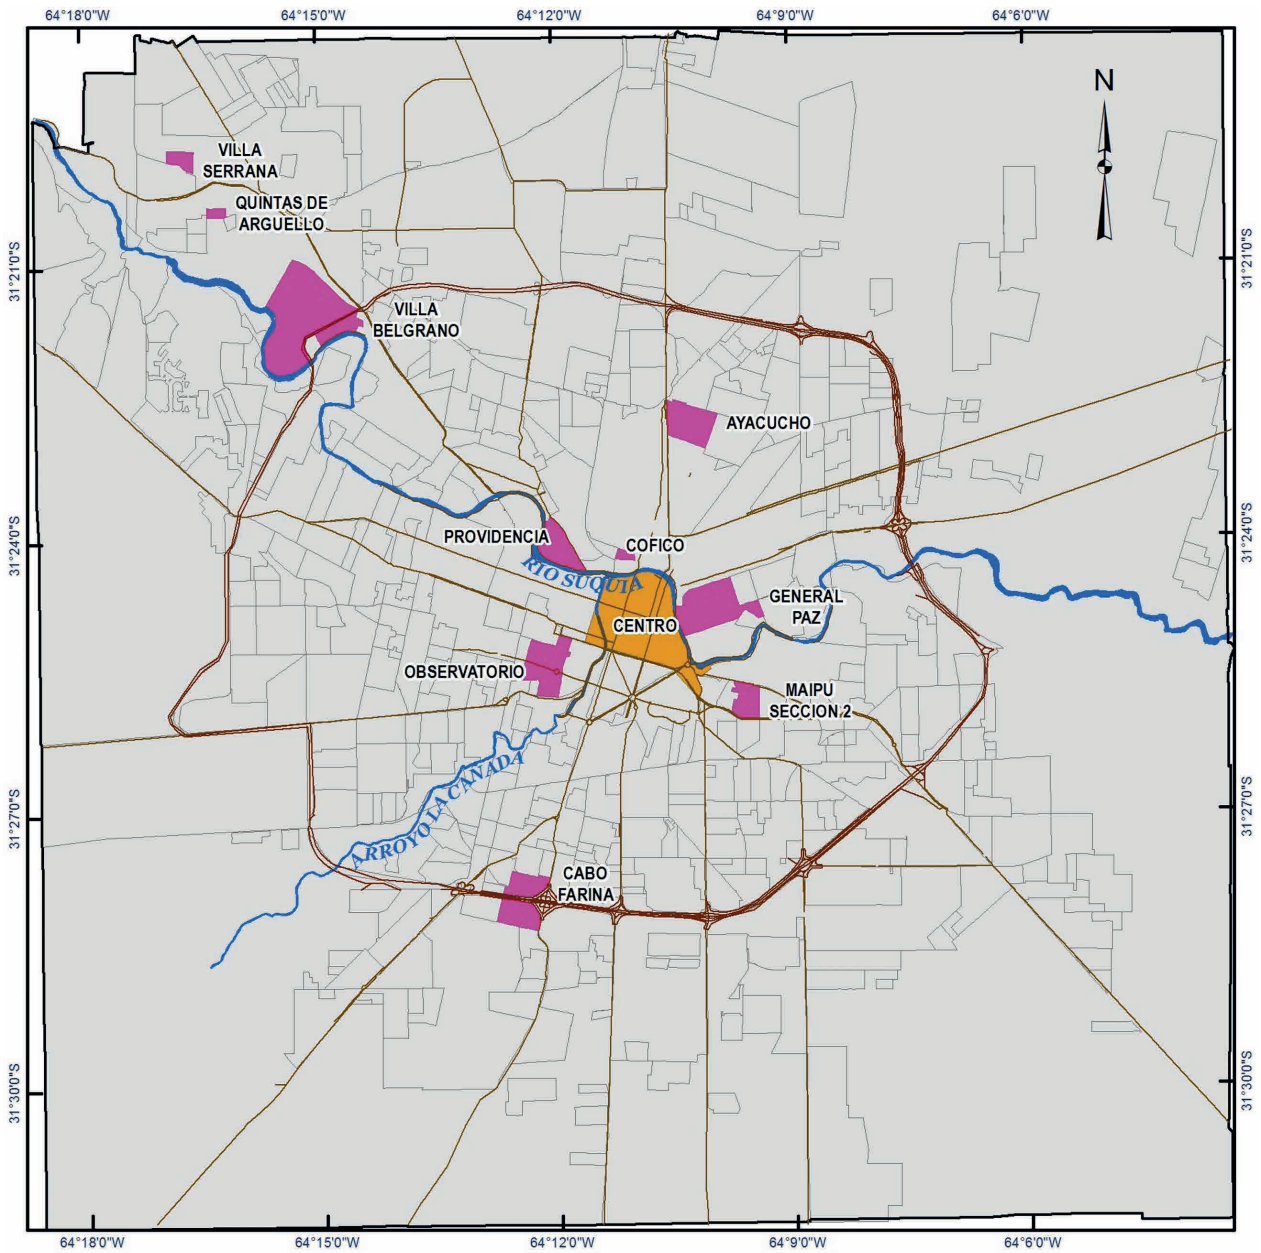 64°18'0"W 64°15'0"W 64°12'0"W 64°9'0"W 64°6'0"W
N
VILLA
SERRANA
QUINTAS DE
ARGUELLO
31°21'0"S 31°21'0"S
VILLA
BELGRANO
AYACUCHO
31°24'0"S 31°24'0"S
PROVIDENCIA
COFICO
RIO SUQUIA
GENERAL
PAZ
CENTRO
OBSERVATORIO
MAIPU
SECCION 2
ARROYO LA CAÑADA
31°27'0"S 31°27'0"S
CABO
FARINA
31°30'0"S 31°30'0"S
64°18'0"W 64°15'0"W 64°12'0"W 64°9'0"W 64°6'0"W